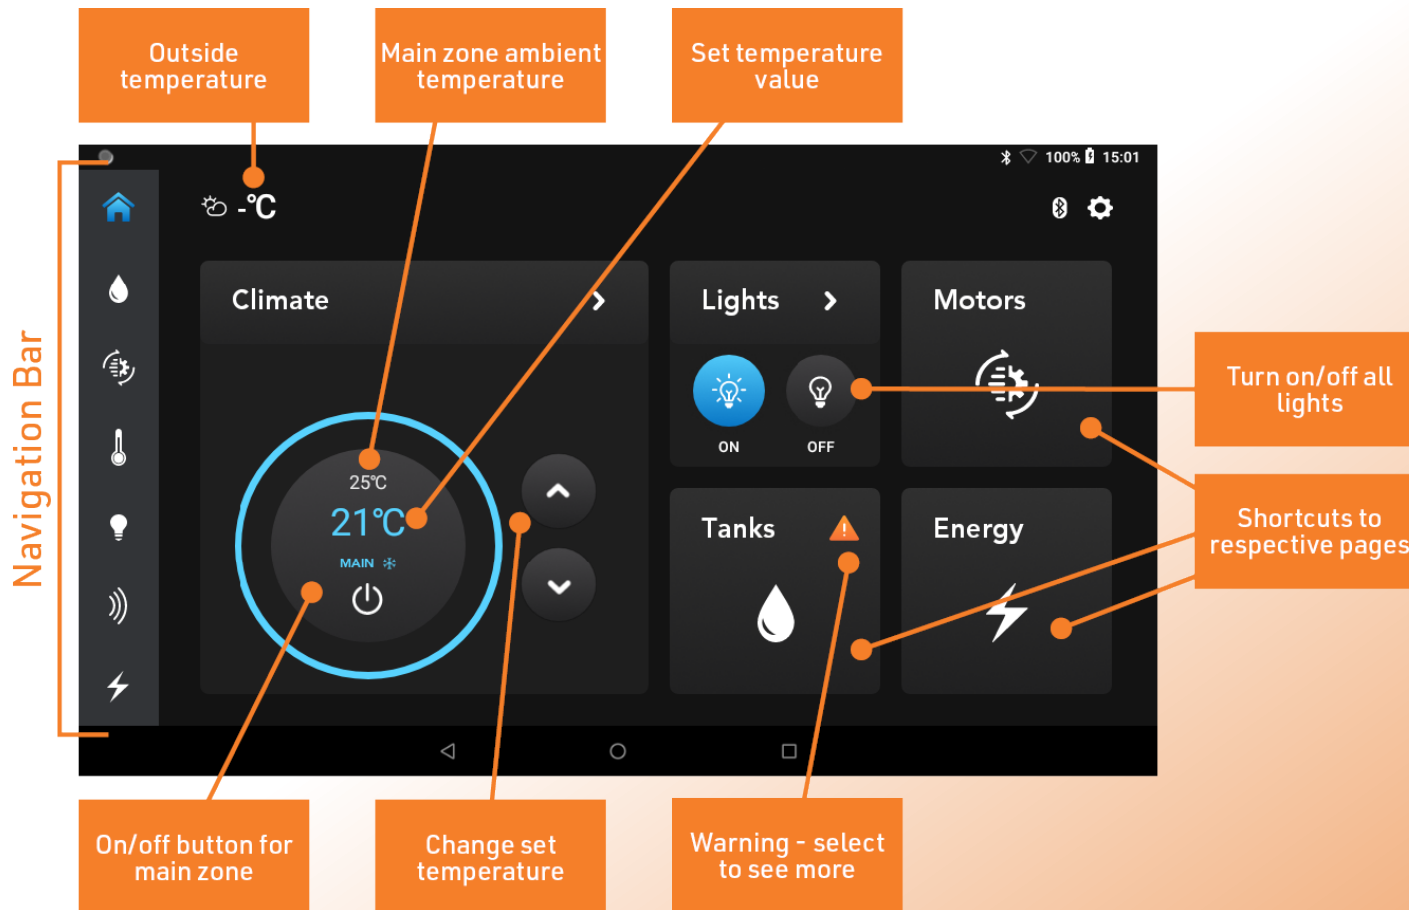 Outside
temperature
Main zone ambient
temperature
Set temperature
value
100% 15:01
-°C
Navigation Bar
Climate
Lights
Motors
ON
OFF
25°C
21°C
MAIN
Tanks
Energy
Turn on/off all
lights
Shortcuts to
respective pages
On/off button for
main zone
Change set
temperature
Warning - select
to see more